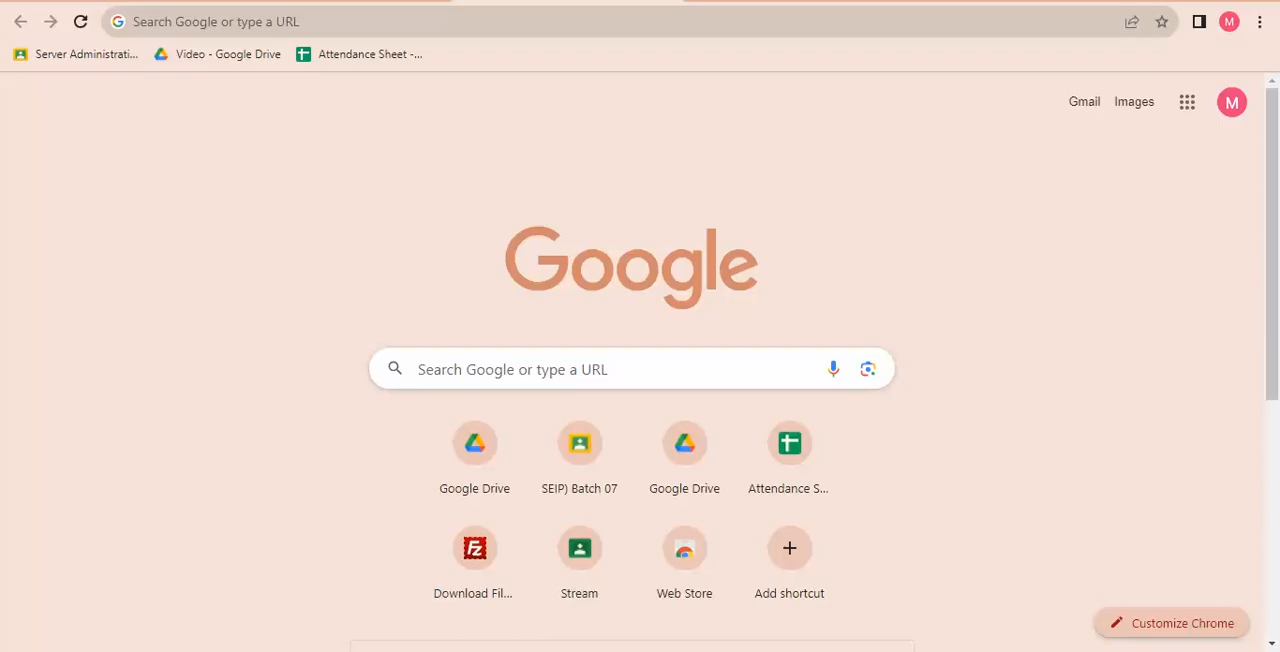 Search Google or type a URL
M
Server Administrati...
Video - Google Drive
Attendance Sheet -...
Gmail
Images
M
Google
Search Google or type a URL
Google Drive
SEIP) Batch 07
Google Drive
Attendance S...
Download Fil...
Stream
Web Store
Add shortcut
Customize Chrome